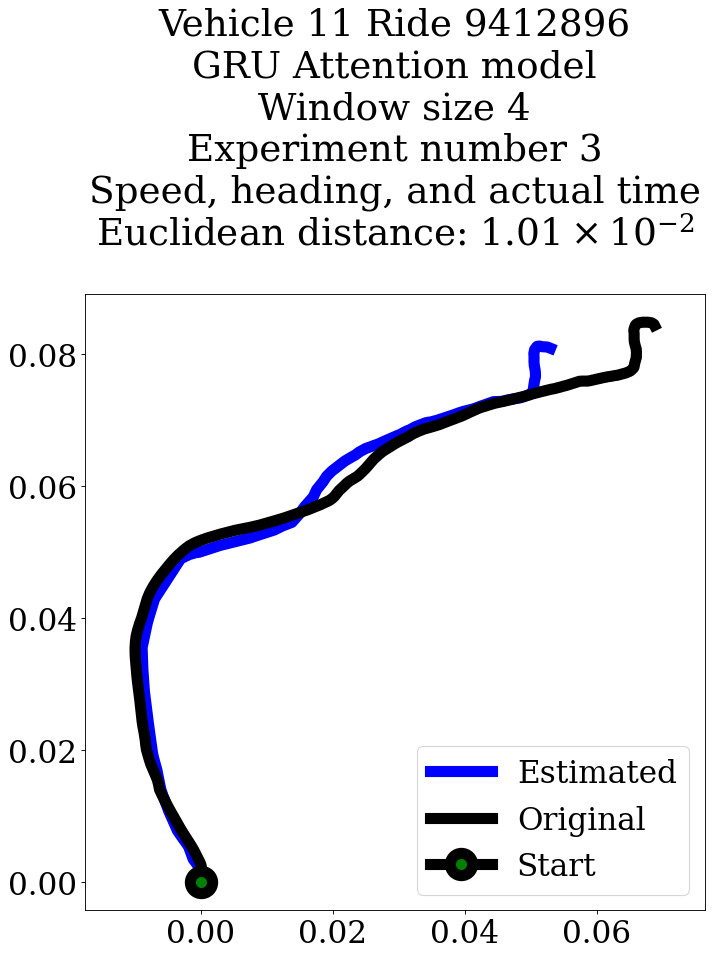 Vehicle 11 Ride 9412896
GRU Attention model
Window size 4
Experiment number 3
Speed, heading, and actual time
Euclidean distance: 1.01 × 10⁻²
0.08
0.06
0.04
0.02
0.00
Estimated
Original
Start
0.00 0.02 0.04 0.06